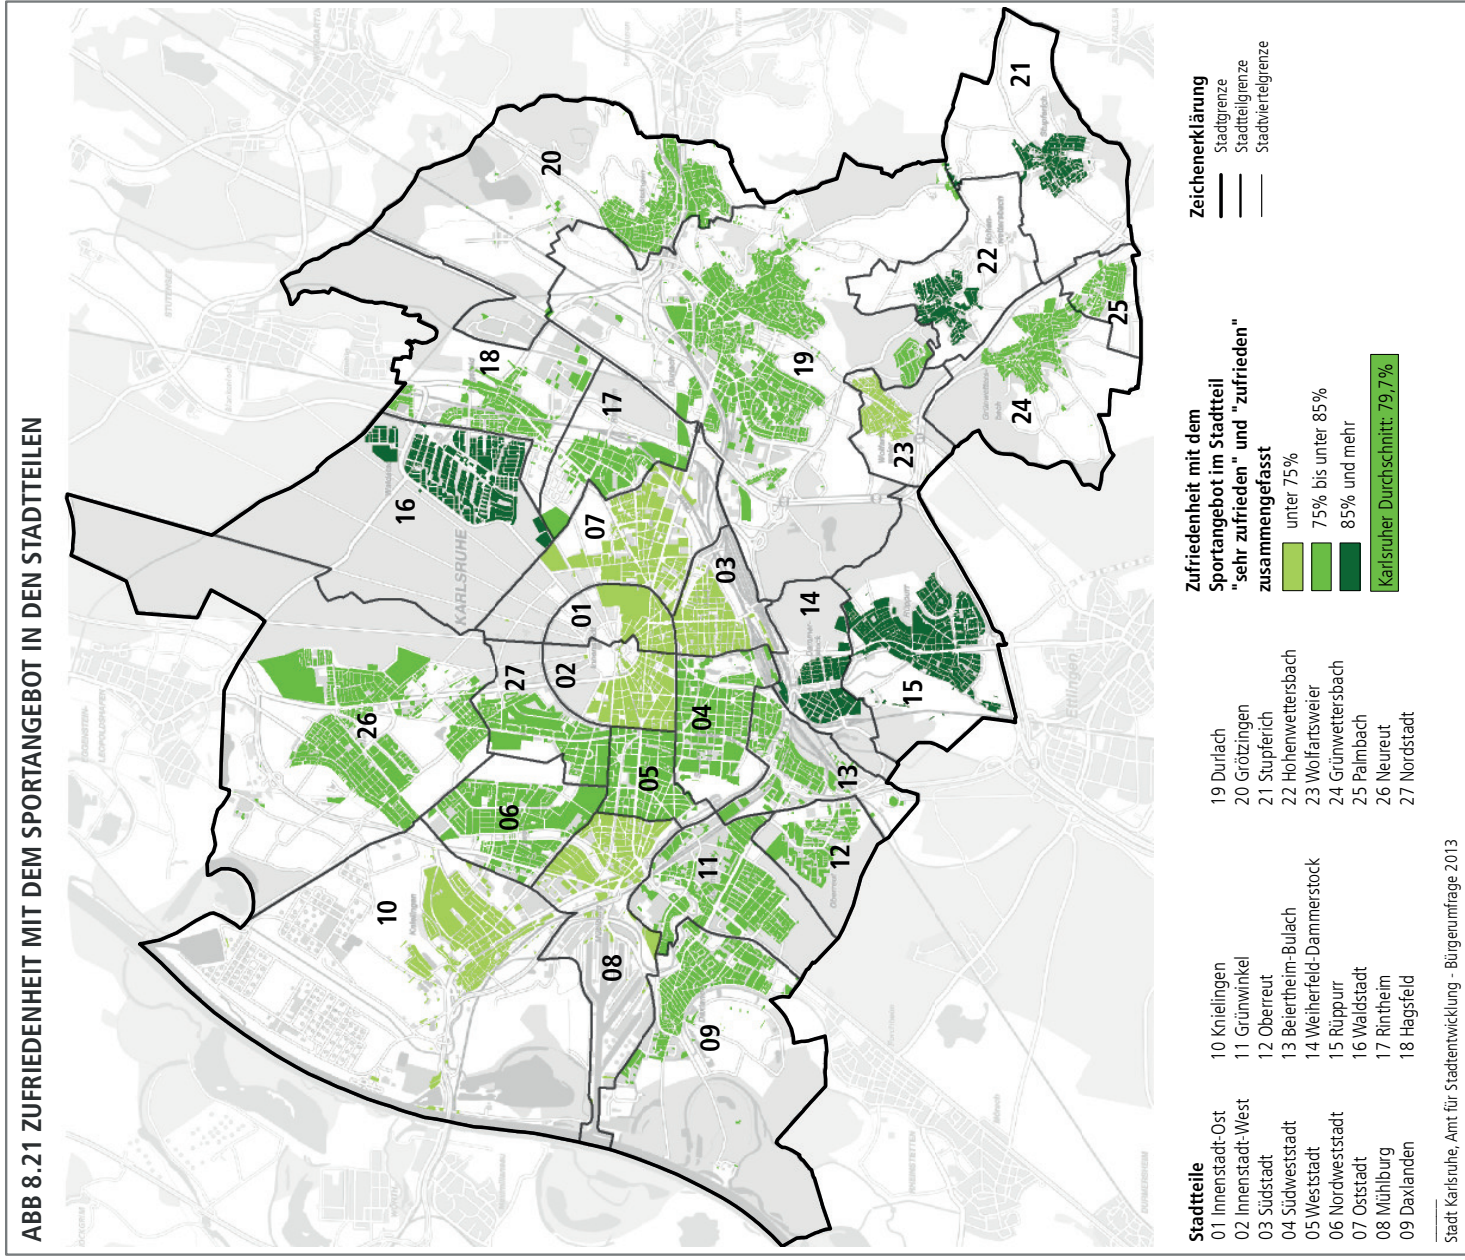 ABB 8.21 ZUFRIEDENHEIT MIT DEM SPORTANGEBOT IN DEN STADTTEILEN
KARLSRUHE
Ettlingen
Knielingen
Stupferich
Rüppurr
01
02
03
04
05
06
07
08
09
10
11
12
13
14
15
16
17
18
19
20
21
22
23
24
25
26
27
Stadtteile
01 Innenstadt-Ost
02 Innenstadt-West
03 Südstadt
04 Südweststadt
05 Weststadt
06 Nordweststadt
07 Oststadt
08 Mühlburg
09 Daxlanden
10 Knielingen
11 Grünwinkel
12 Oberreut
13 Beiertheim-Bulach
14 Weiherfeld-Dammerstock
15 Rüppurr
16 Waldstadt
17 Rintheim
18 Hagsfeld
19 Durlach
20 Grötzingen
21 Stupferich
22 Hohenwettersbach
23 Wolfartsweier
24 Grünwettersbach
25 Palmbach
26 Neureut
27 Nordstadt
Zufriedenheit mit dem
Sportangebot im Stadtteil
"sehr zufrieden" und "zufrieden"
zusammengefasst
unter 75%
75% bis unter 85%
85% und mehr
Karlsruher Durchschnitt: 79,7%
Zeichenerklärung
Stadtgrenze
Stadtteilgrenze
Stadtviertelgrenze
Stadt Karlsruhe, Amt für Stadtentwicklung - Bürgerumfrage 2013